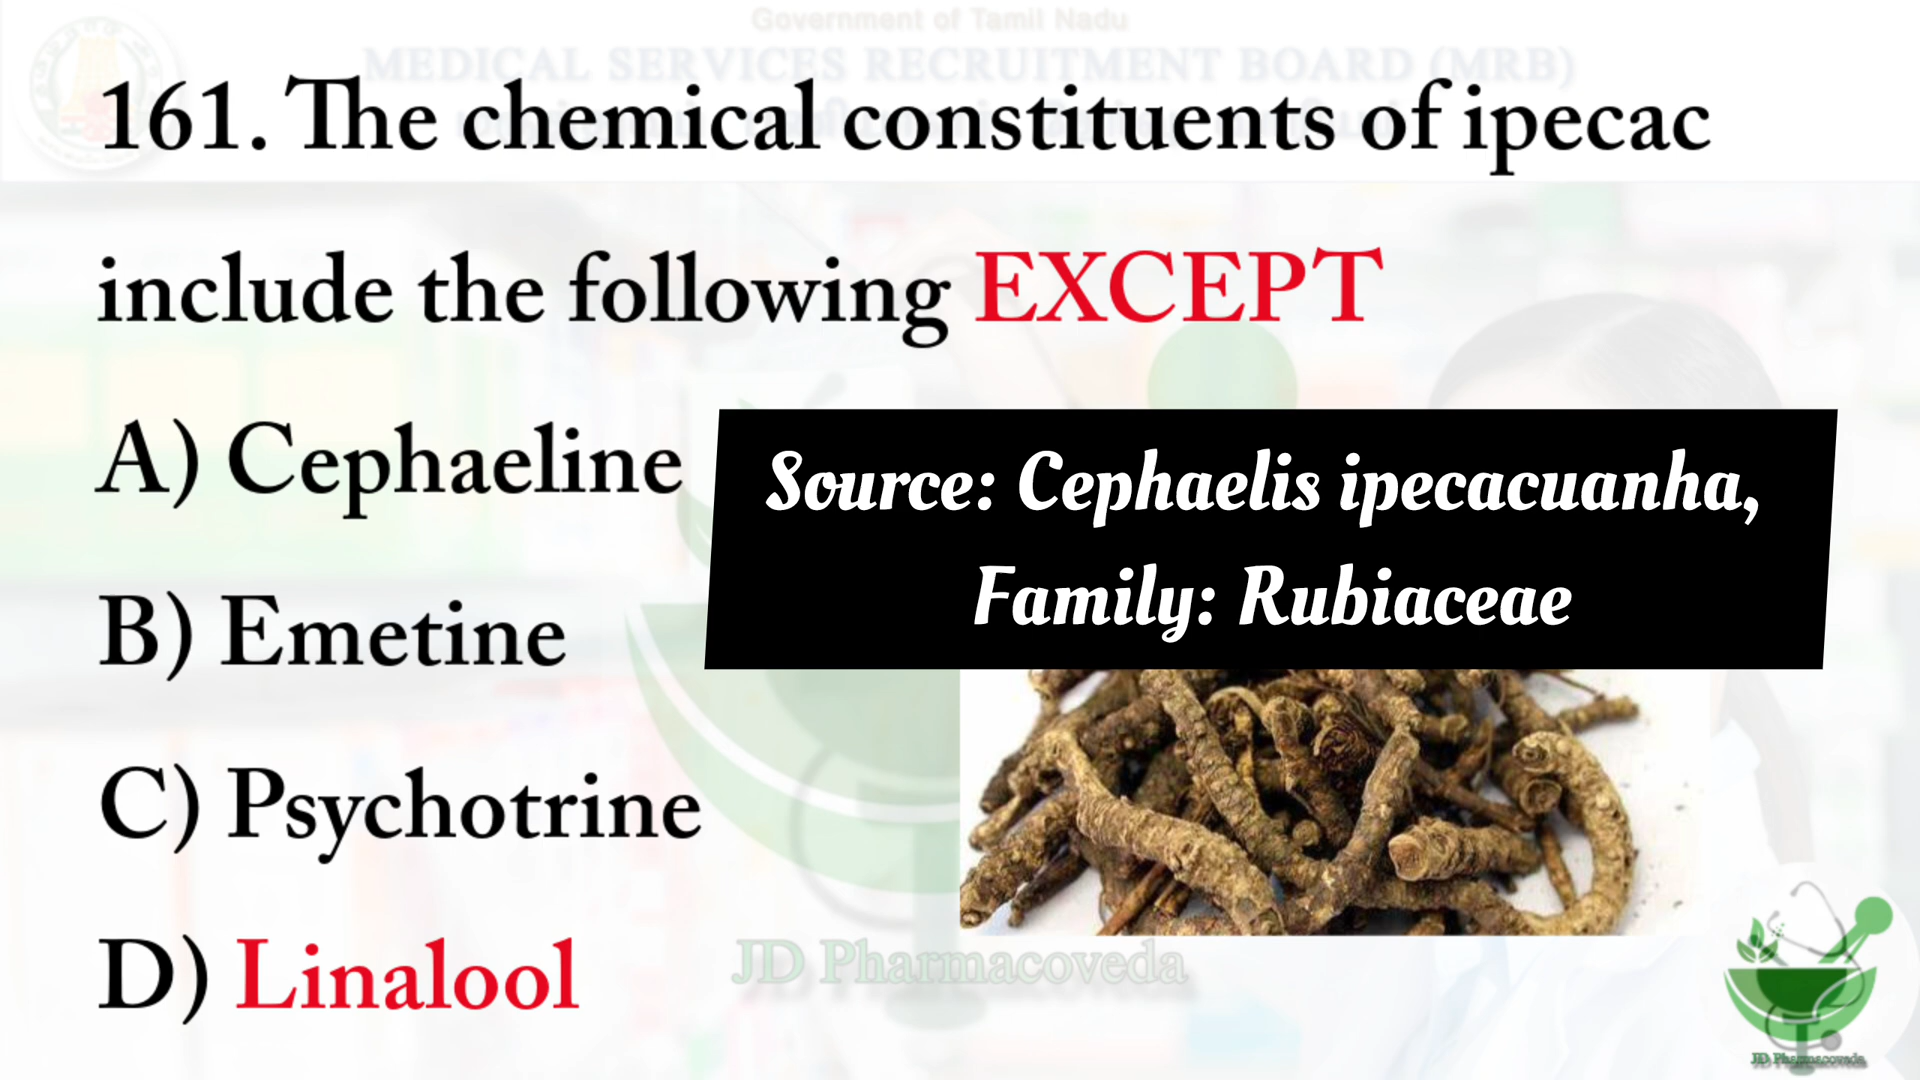 Government of Tamil Nadu
MEDICAL SERVICES RECRUITMENT BOARD (MRB)
161. The chemical constituents of ipecac
include the following EXCEPT
A) Cephaeline
Source: Cephaelis ipecacuanha,
Family: Rubiaceae
B) Emetine
C) Psychotrine
D) Linalool
JD Pharmacoveda
JD Pharmacoveda